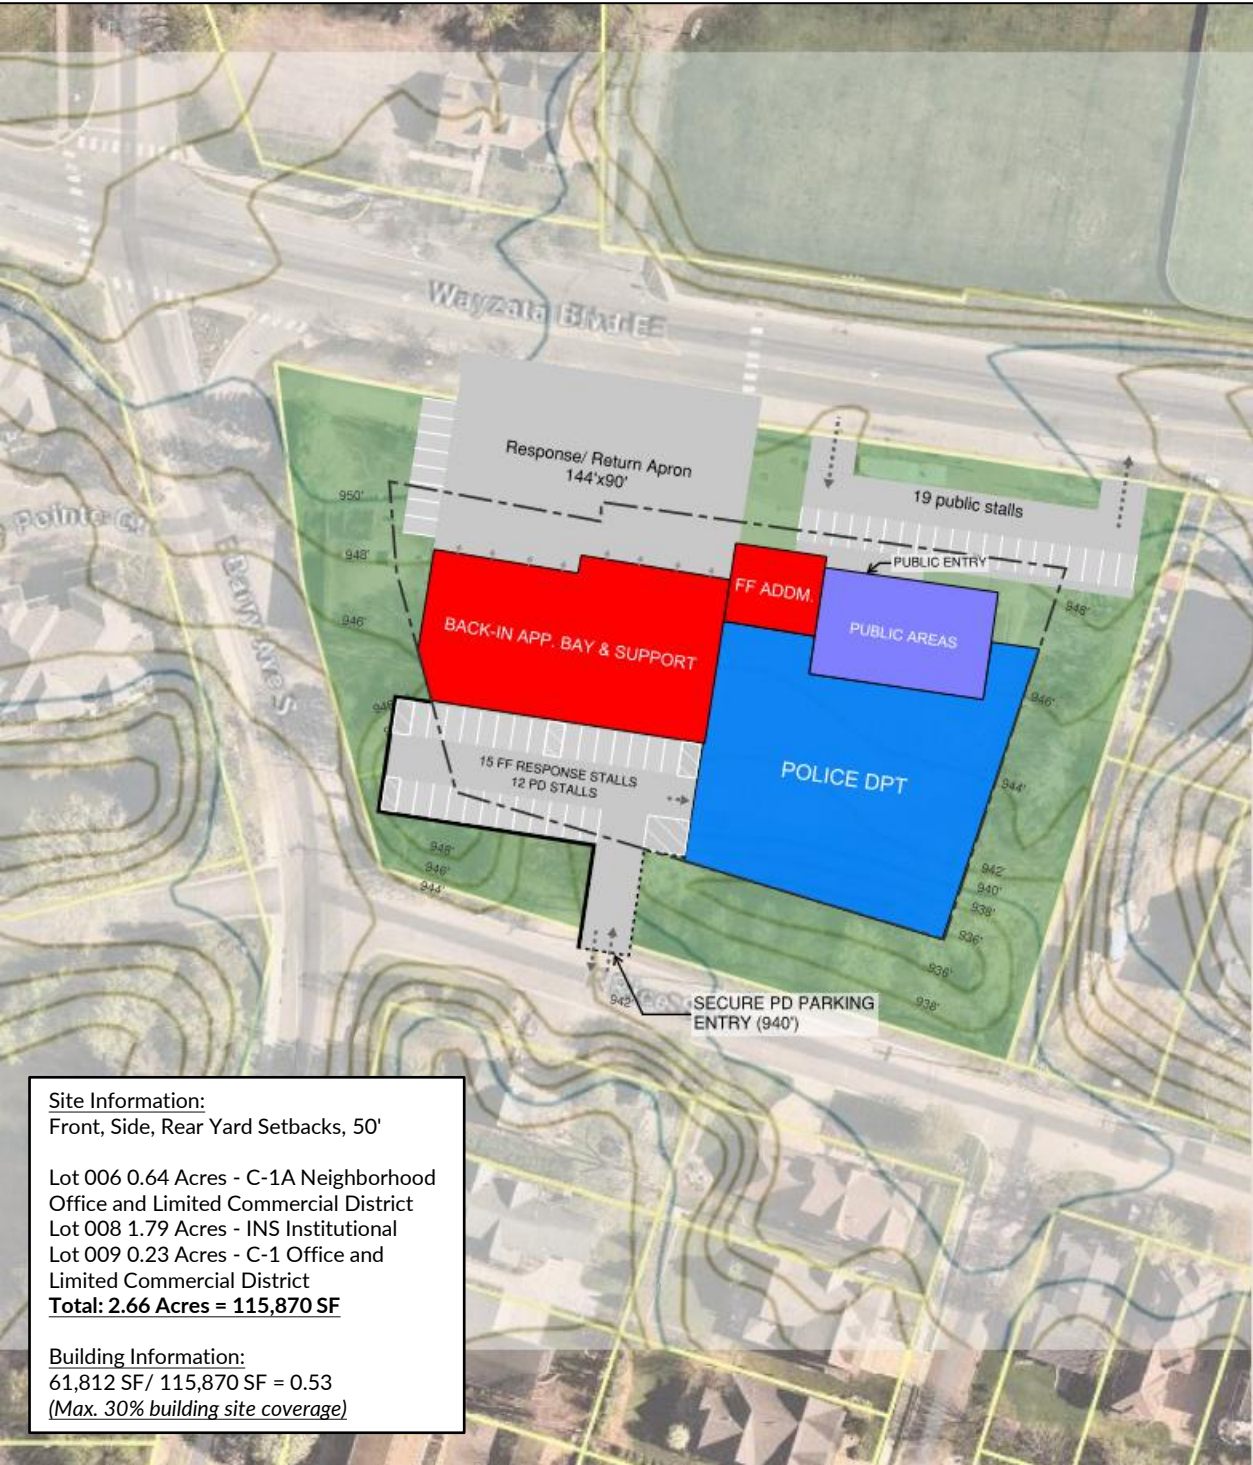 Wayzata Blvd E
Response/ Return Apron
144'x90'
19 public stalls
950'
PUBLIC ENTRY
948'
FF ADDM.
948'
946'
BACK-IN APP. BAY & SUPPORT
PUBLIC AREAS
946'
946'
15 FF RESPONSE STALLS
12 PD STALLS
POLICE DPT
944'
948'
946'
944'
942'
940'
938'
936'
936'
938'
942'
SECURE PD PARKING
ENTRY (940')
Site Information:
Front, Side, Rear Yard Setbacks, 50'
Lot 006 0.64 Acres - C-1A Neighborhood
Office and Limited Commercial District
Lot 008 1.79 Acres - INS Institutional
Lot 009 0.23 Acres - C-1 Office and
Limited Commercial District
Total: 2.66 Acres = 115,870 SF
Building Information:
61,812 SF/ 115,870 SF = 0.53
(Max. 30% building site coverage)